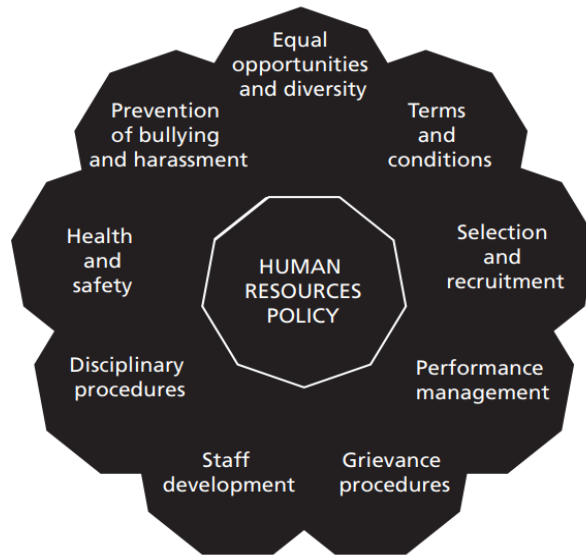 Equal
opportunities
and diversity
Terms
and
conditions
Selection
and
recruitment
Performance
management
Grievance
procedures
Staff
development
Disciplinary
procedures
Health
and
safety
Prevention
of bullying
and harassment
HUMAN
RESOURCES
POLICY